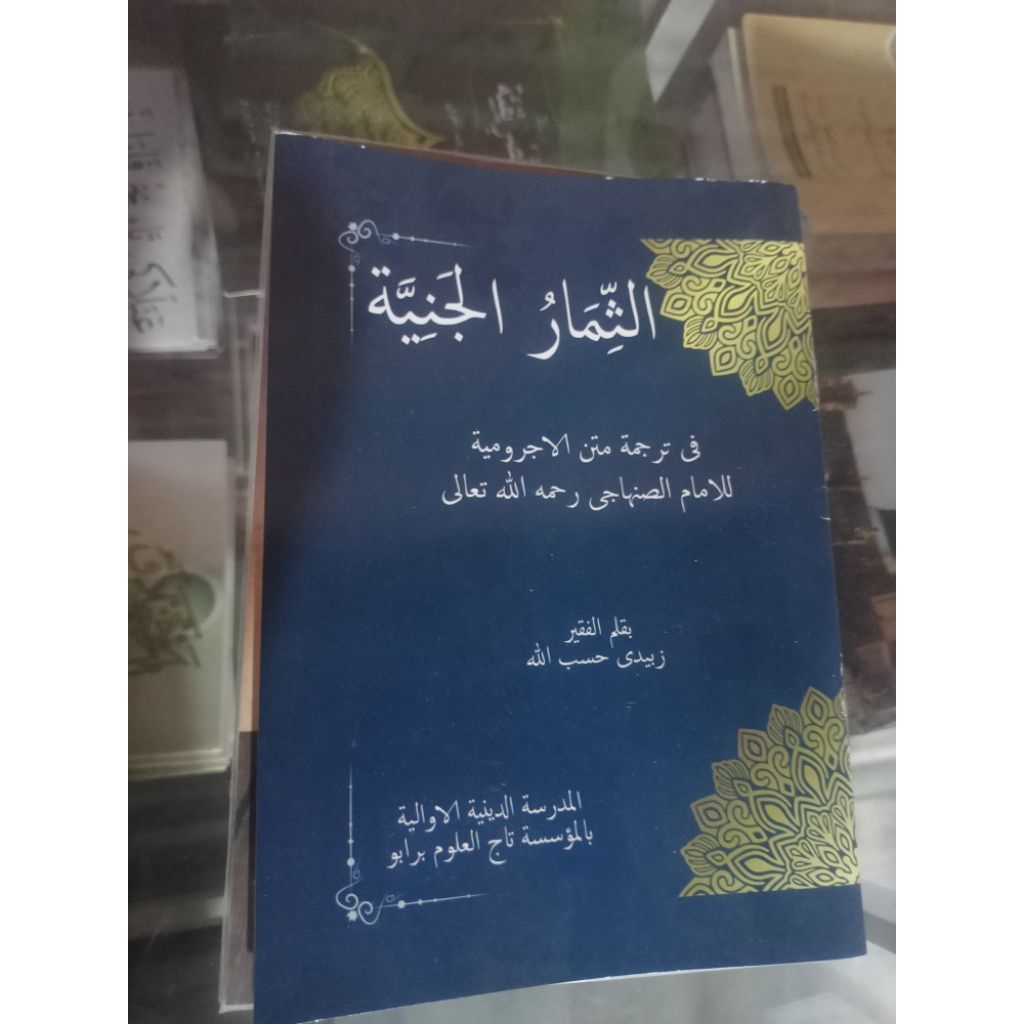 الثِّمَارُ الجَنِيَّة
فى ترجمة متن الاجرومية
للامام الصنهاجى رحمه الله تعالى
بقلم الفقير
زبيدى حسب الله
المدرسة الدينية الاوالية
بالمؤسسة تاج العلوم برابو